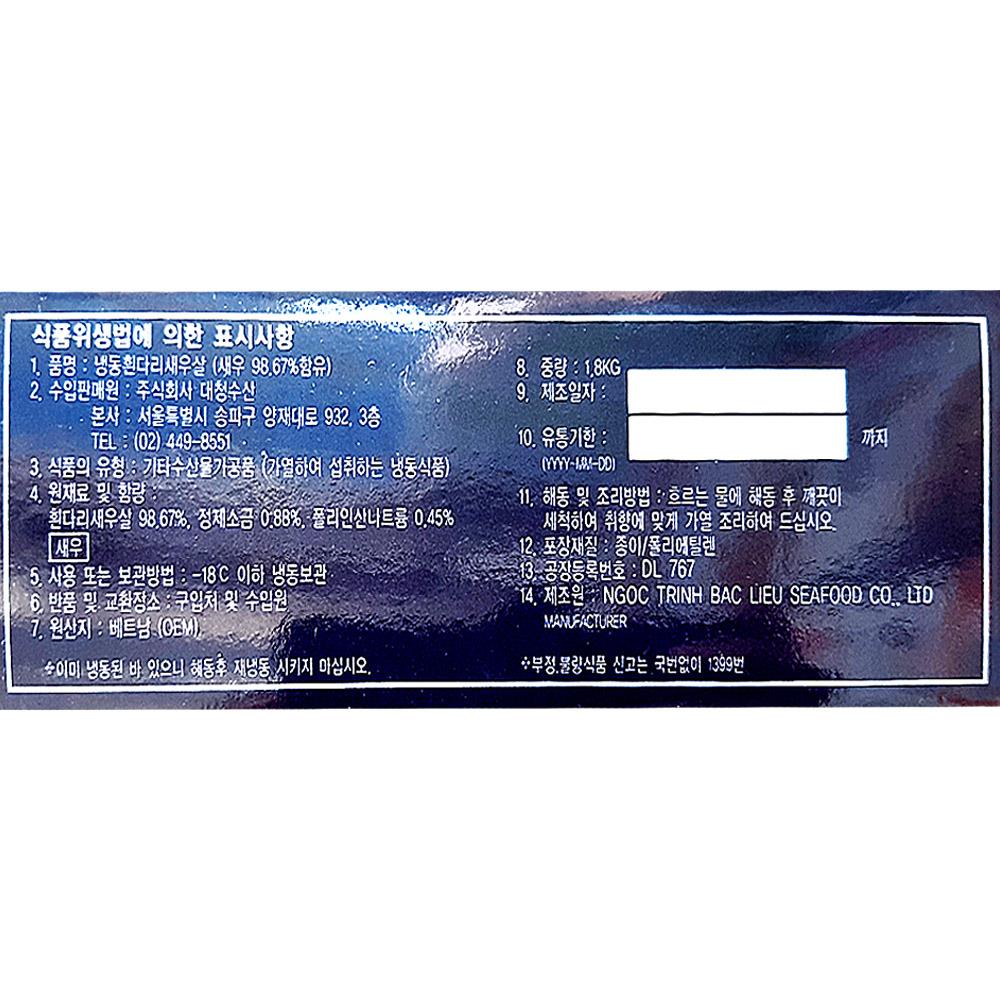 식품위생법에 의한 표시사항
1. 품명 : 냉동흰다리새우살 (새우 98.67%함유)
2. 수입판매원 : 주식회사 대청수산
본사 : 서울특별시 송파구 양재대로 932, 3층
TEL : (02) 449-8551
3. 식품의 유형 : 기타수산물가공품 (가열하여 섭취하는 냉동식품)
4. 원재료 및 함량 :
흰다리새우살 98.67%, 정제소금 0.88%, 폴리인산나트륨 0.45%
새우
5. 사용 또는 보관방법 : -18℃ 이하 냉동보관
6. 반품 및 교환장소 : 구입처 및 수입원
7. 원산지 : 베트남 (OEM)
※이미 냉동된 바 있으니 해동후 재냉동 시키지 마십시오.
8. 중량 : 1.8KG
9. 제조일자 :
10. 유통기한 : 까지
(YYYY-MM-DD)
11. 해동 및 조리방법 : 흐르는 물에 해동 후 깨끗이
세척하여 취향에 맞게 가열 조리하여 드십시오.
12. 포장재질 : 종이/폴리에틸렌
13. 공장등록번호 : DL 767
14. 제조원 : NGOC TRINH BAC LIEU SEAFOOD CO., LTD
MANUFACTURER
※부정.불량식품 신고는 국번없이 1399번